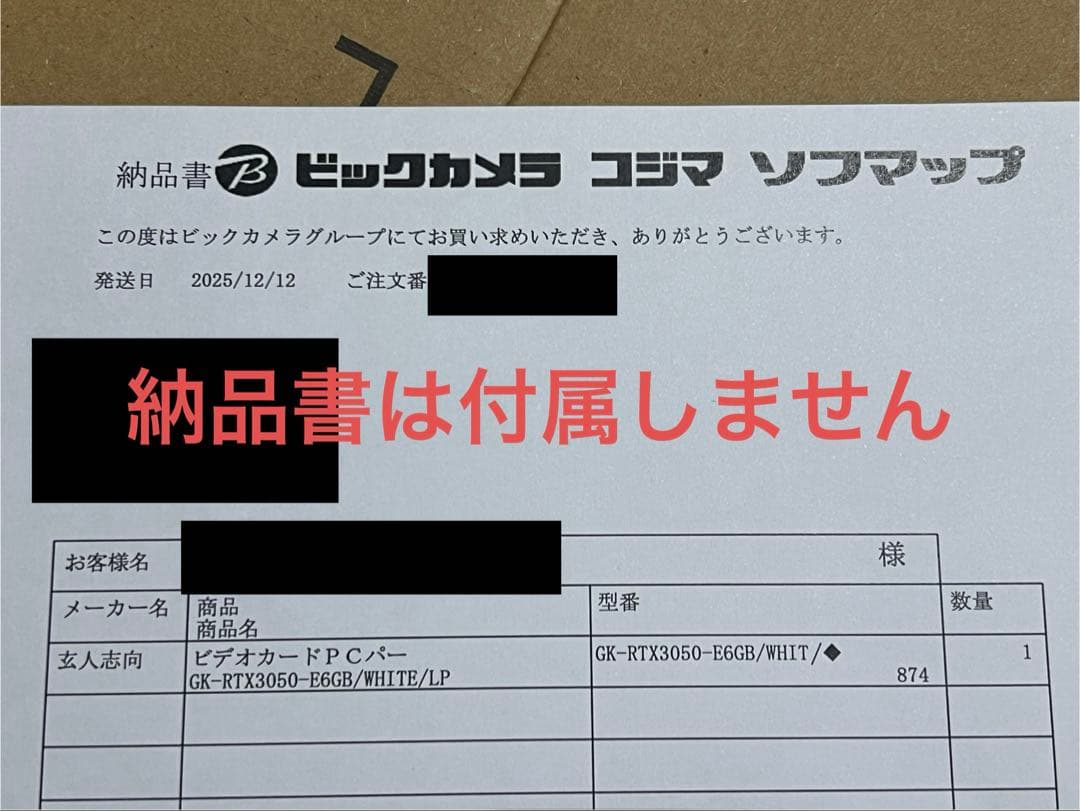 納品書 B ビックカメラ コジマ ソフマップ
この度はビックカメラグループにてお買い求めいただき、ありがとうございます。
発送日 2025/12/12 ご注文番
納品書は付属しません
お客様名 様
メーカー名 商品 型番 数量
商品名
玄人志向 ビデオカードＰＣパー GK-RTX3050-E6GB/WHIT/◆ 1
GK-RTX3050-E6GB/WHITE/LP 874